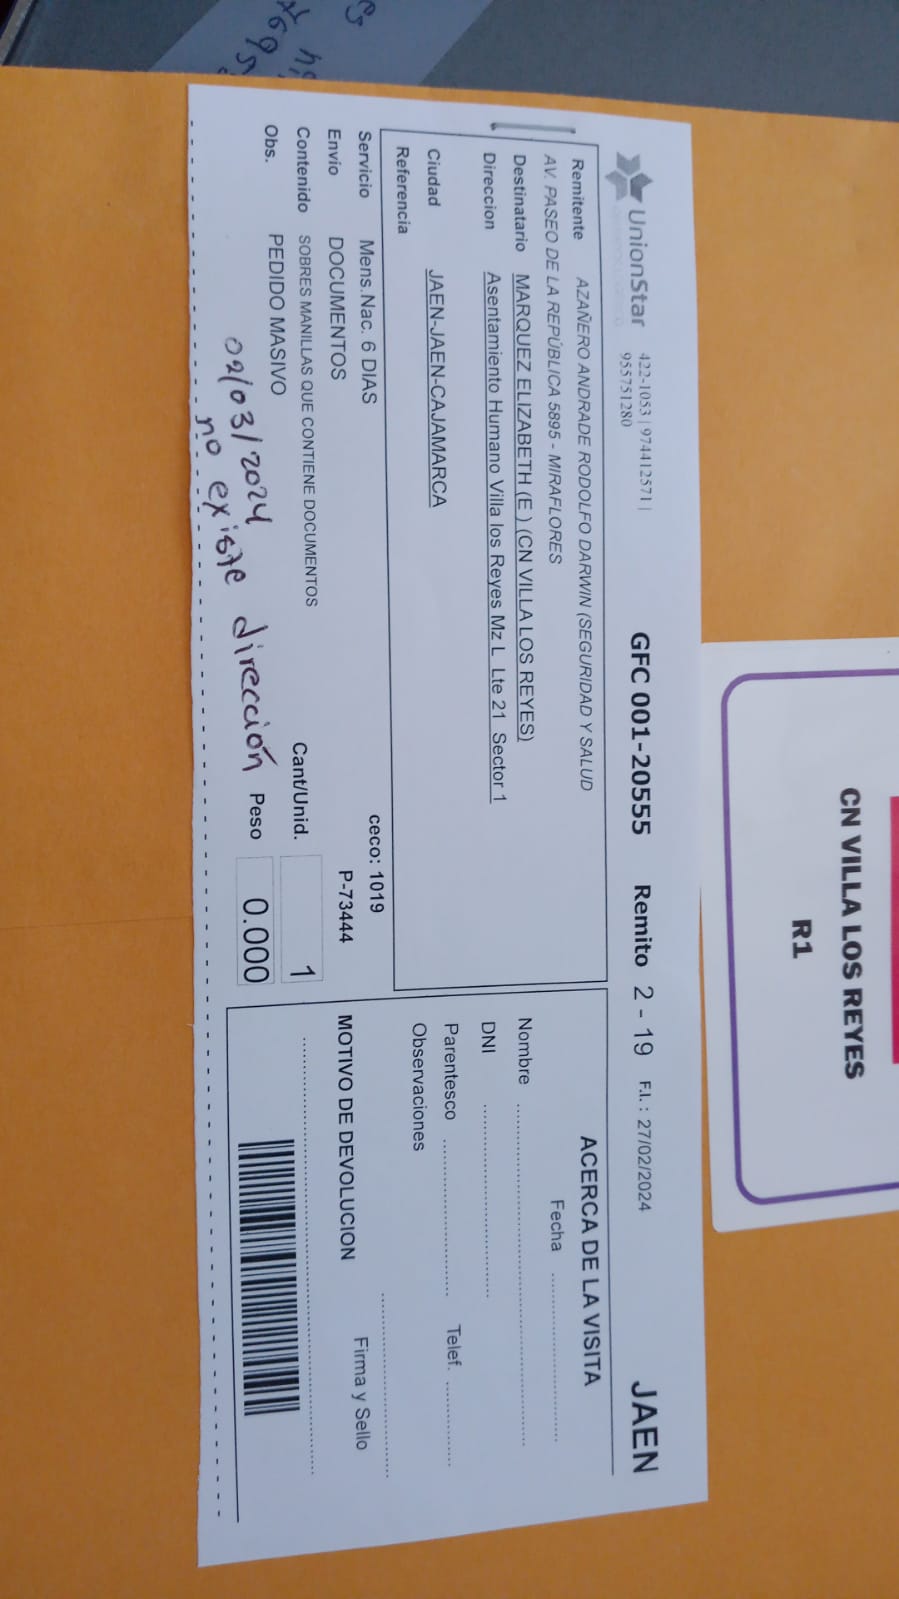 UnionStar
422-1053 | 974412571 |
955751280
GFC 001-20555 Remito 2 - 19 F.I. : 27/02/2024 JAEN
Remitente AZAÑERO ANDRADE RODOLFO DARWIN (SEGURIDAD Y SALUD
AV. PASEO DE LA REPÚBLICA 5895 - MIRAFLORES
Destinatario MARQUEZ ELIZABETH (E ) (CN VILLA LOS REYES)
Direccion Asentamiento Humano Villa los Reyes Mz L Lte 21 Sector 1
Ciudad JAEN-JAEN-CAJAMARCA
Referencia
Servicio Mens.Nac. 6 DIAS ceco: 1019
Envio DOCUMENTOS P-73444
Contenido SOBRES MANILLAS QUE CONTIENE DOCUMENTOS Cant/Unid. 1
Obs. PEDIDO MASIVO Peso 0.000
02/03/2024
no existe dirección
ACERCA DE LA VISITA
Fecha
Nombre
DNI
Parentesco Telef.
Observaciones
MOTIVO DE DEVOLUCION Firma y Sello
CN VILLA LOS REYES
R1